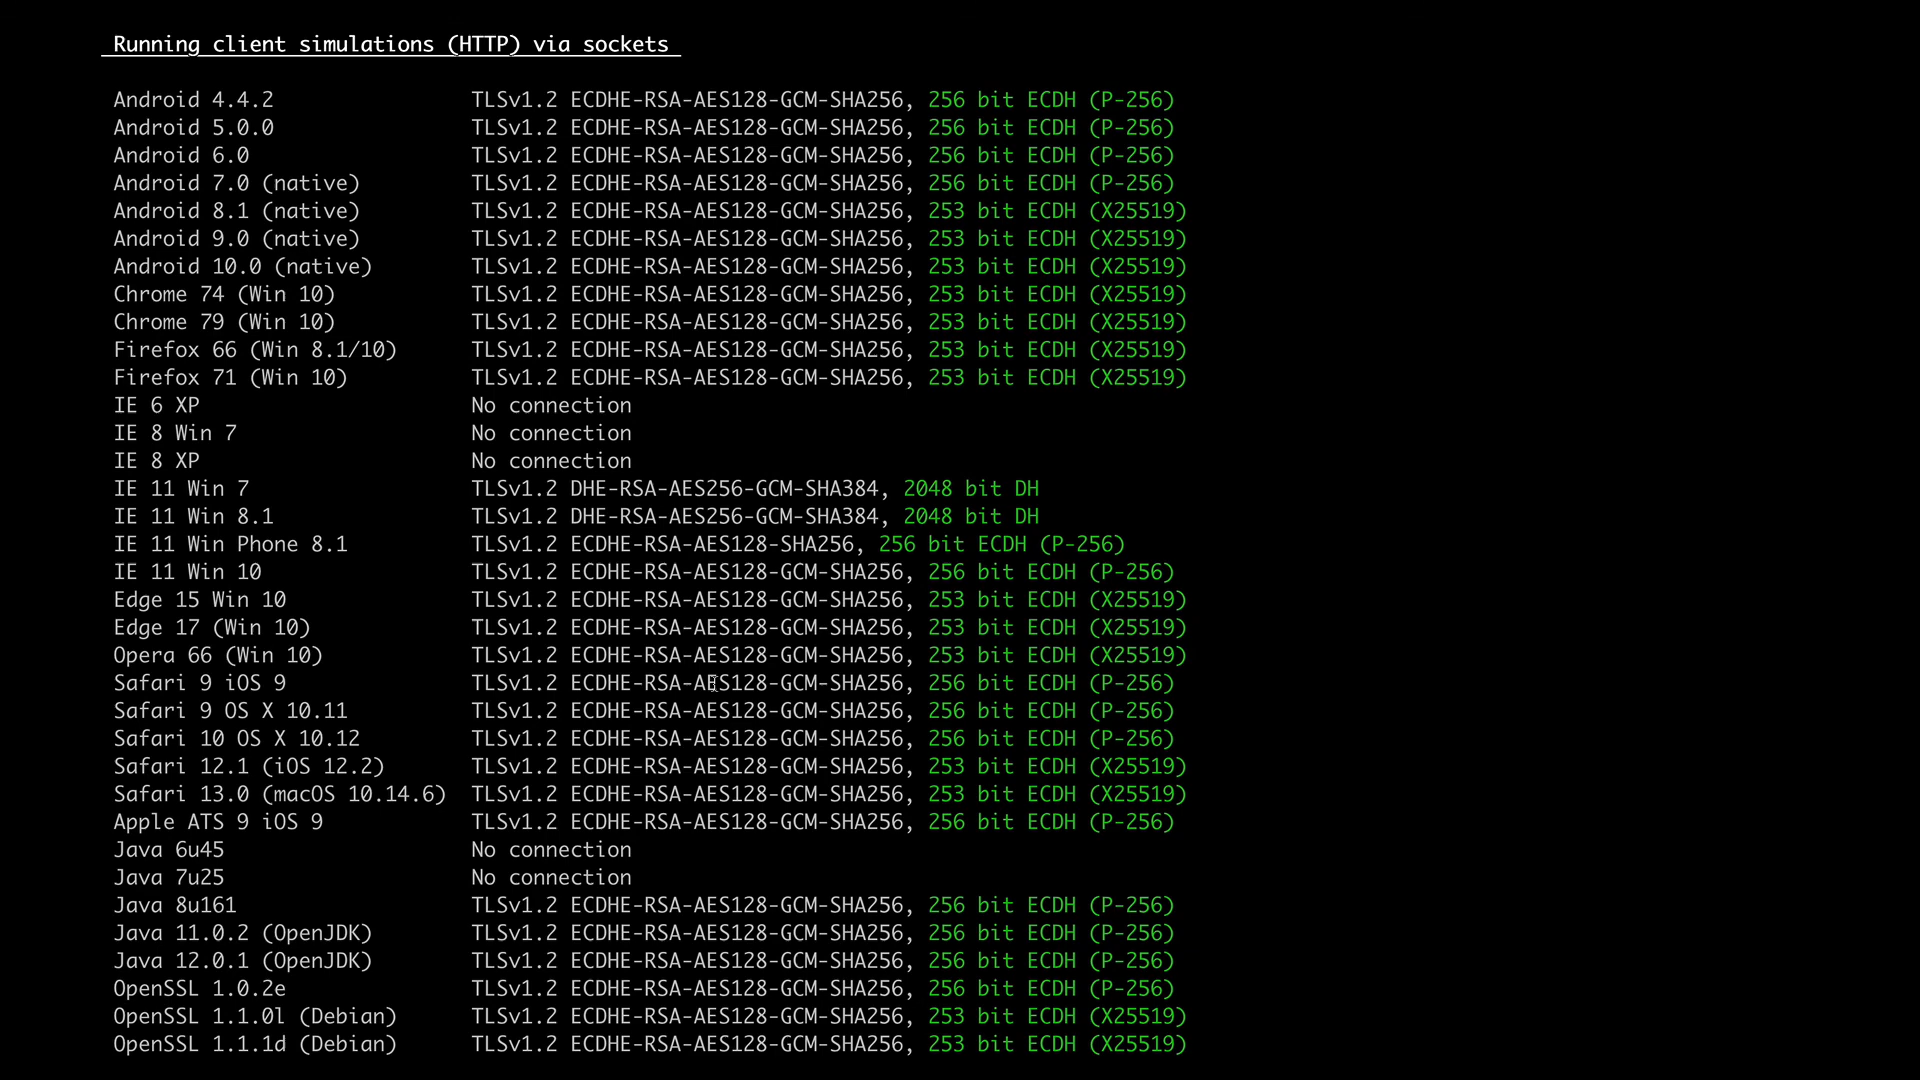 Running client simulations (HTTP) via sockets
Android 4.4.2 TLSv1.2 ECDHE-RSA-AES128-GCM-SHA256, 256 bit ECDH (P-256)
Android 5.0.0 TLSv1.2 ECDHE-RSA-AES128-GCM-SHA256, 256 bit ECDH (P-256)
Android 6.0 TLSv1.2 ECDHE-RSA-AES128-GCM-SHA256, 256 bit ECDH (P-256)
Android 7.0 (native) TLSv1.2 ECDHE-RSA-AES128-GCM-SHA256, 256 bit ECDH (P-256)
Android 8.1 (native) TLSv1.2 ECDHE-RSA-AES128-GCM-SHA256, 253 bit ECDH (X25519)
Android 9.0 (native) TLSv1.2 ECDHE-RSA-AES128-GCM-SHA256, 253 bit ECDH (X25519)
Android 10.0 (native) TLSv1.2 ECDHE-RSA-AES128-GCM-SHA256, 253 bit ECDH (X25519)
Chrome 74 (Win 10) TLSv1.2 ECDHE-RSA-AES128-GCM-SHA256, 253 bit ECDH (X25519)
Chrome 79 (Win 10) TLSv1.2 ECDHE-RSA-AES128-GCM-SHA256, 253 bit ECDH (X25519)
Firefox 66 (Win 8.1/10) TLSv1.2 ECDHE-RSA-AES128-GCM-SHA256, 253 bit ECDH (X25519)
Firefox 71 (Win 10) TLSv1.2 ECDHE-RSA-AES128-GCM-SHA256, 253 bit ECDH (X25519)
IE 6 XP No connection
IE 8 Win 7 No connection
IE 8 XP No connection
IE 11 Win 7 TLSv1.2 DHE-RSA-AES256-GCM-SHA384, 2048 bit DH
IE 11 Win 8.1 TLSv1.2 DHE-RSA-AES256-GCM-SHA384, 2048 bit DH
IE 11 Win Phone 8.1 TLSv1.2 ECDHE-RSA-AES128-SHA256, 256 bit ECDH (P-256)
IE 11 Win 10 TLSv1.2 ECDHE-RSA-AES128-GCM-SHA256, 256 bit ECDH (P-256)
Edge 15 Win 10 TLSv1.2 ECDHE-RSA-AES128-GCM-SHA256, 253 bit ECDH (X25519)
Edge 17 (Win 10) TLSv1.2 ECDHE-RSA-AES128-GCM-SHA256, 253 bit ECDH (X25519)
Opera 66 (Win 10) TLSv1.2 ECDHE-RSA-AES128-GCM-SHA256, 253 bit ECDH (X25519)
Safari 9 iOS 9 TLSv1.2 ECDHE-RSA-AES128-GCM-SHA256, 256 bit ECDH (P-256)
Safari 9 OS X 10.11 TLSv1.2 ECDHE-RSA-AES128-GCM-SHA256, 256 bit ECDH (P-256)
Safari 10 OS X 10.12 TLSv1.2 ECDHE-RSA-AES128-GCM-SHA256, 256 bit ECDH (P-256)
Safari 12.1 (iOS 12.2) TLSv1.2 ECDHE-RSA-AES128-GCM-SHA256, 253 bit ECDH (X25519)
Safari 13.0 (macOS 10.14.6) TLSv1.2 ECDHE-RSA-AES128-GCM-SHA256, 253 bit ECDH (X25519)
Apple ATS 9 iOS 9 TLSv1.2 ECDHE-RSA-AES128-GCM-SHA256, 256 bit ECDH (P-256)
Java 6u45 No connection
Java 7u25 No connection
Java 8u161 TLSv1.2 ECDHE-RSA-AES128-GCM-SHA256, 256 bit ECDH (P-256)
Java 11.0.2 (OpenJDK) TLSv1.2 ECDHE-RSA-AES128-GCM-SHA256, 256 bit ECDH (P-256)
Java 12.0.1 (OpenJDK) TLSv1.2 ECDHE-RSA-AES128-GCM-SHA256, 256 bit ECDH (P-256)
OpenSSL 1.0.2e TLSv1.2 ECDHE-RSA-AES128-GCM-SHA256, 256 bit ECDH (P-256)
OpenSSL 1.1.0l (Debian) TLSv1.2 ECDHE-RSA-AES128-GCM-SHA256, 253 bit ECDH (X25519)
OpenSSL 1.1.1d (Debian) TLSv1.2 ECDHE-RSA-AES128-GCM-SHA256, 253 bit ECDH (X25519)